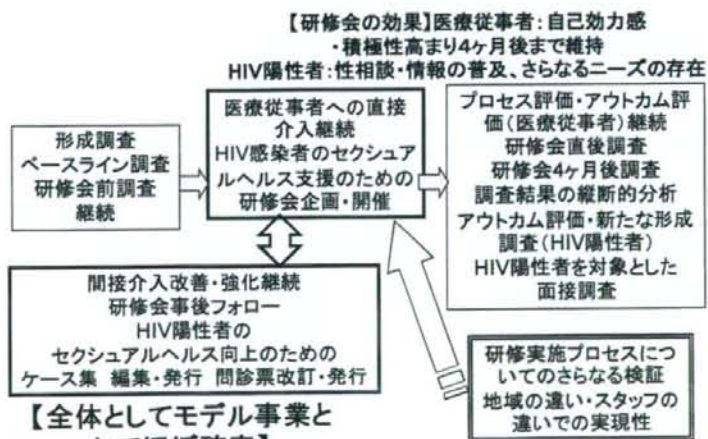 【研修会の効果】医療従事者:自己効力感
・積極性高まり4ヶ月後まで維持
HIV陽性者:性相談・情報の普及、さらなるニーズの存在
形成調査
ベースライン調査
研修会前調査
継続
医療従事者への直接
介入継続
HIV感染者のセクシュア
ルヘルス支援のための
研修会企画・開催
プロセス評価・アウトカム評
価(医療従事者)継続
研修会直後調査
研修会4ヶ月後調査
調査結果の縦断的分析
アウトカム評価・新たな形成
調査(HIV陽性者)
HIV陽性者を対象とした
面接調査
間接介入改善・強化継続
研修会事後フォロー
HIV陽性者の
セクシュアルヘルス向上のための
ケース集 編集・発行 問診票改訂・発行
研修実施プロセスにつ
いてのさらなる検証
地域の違い・スタッフの
違いでの実現性
【全体としてモデル事業と